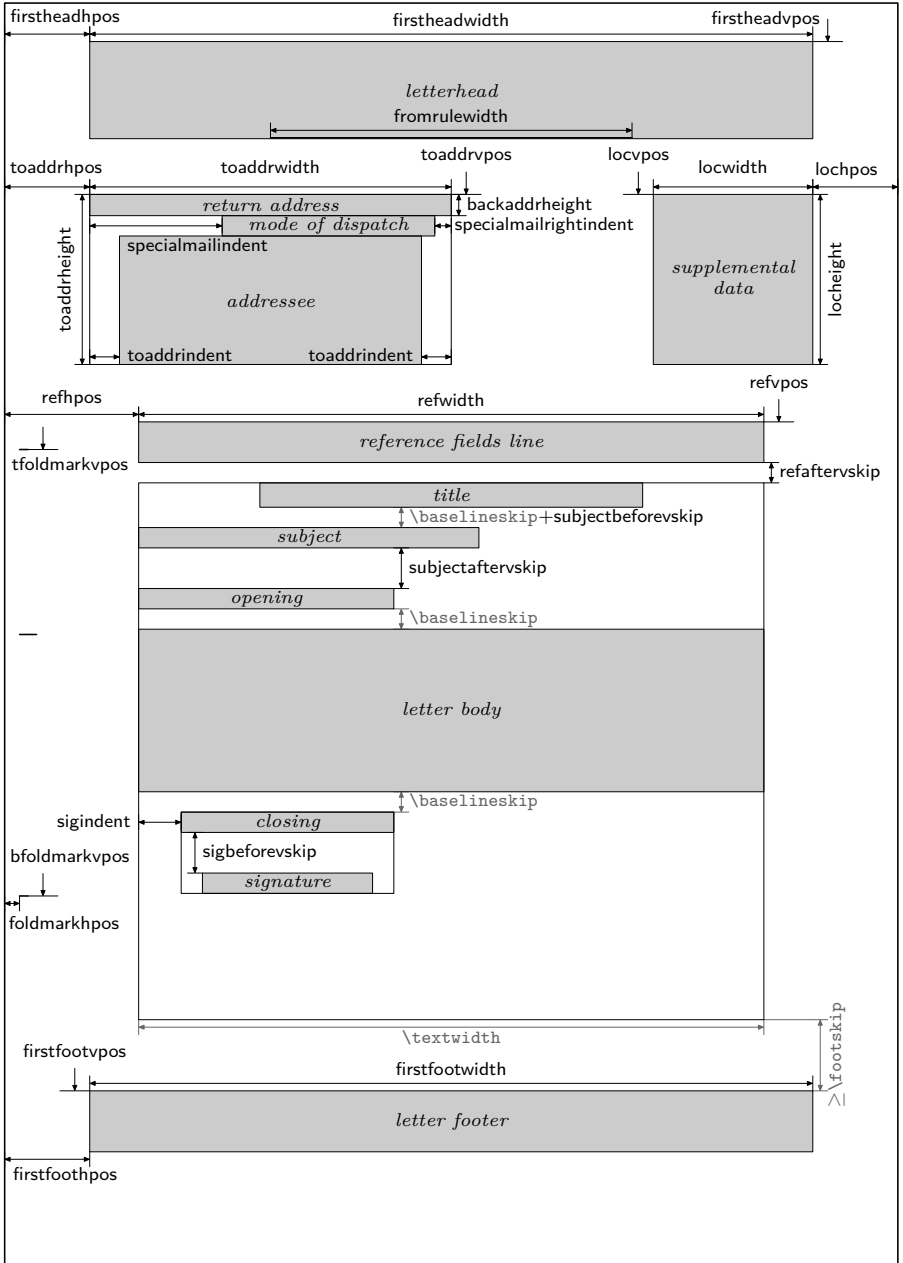 firstheadhpos
firstheadwidth
firstheadvpos
letterhead
fromrulewidth
toaddrhpos
toaddrwidth
toaddrvpos
locvpos
locwidth
lochpos
return address
backaddrheight
mode of dispatch
specialmailrightindent
specialmailindent
toaddrheight
addressee
supplemental
data
locheight
toaddrindent
toaddrindent
refhpos
refwidth
refvpos
reference fields line
tfoldmarkvpos
refaftervskip
title
\baselineskip+subjectbeforevskip
subject
subjectaftervskip
opening
\baselineskip
letter body
\baselineskip
sigindent
closing
sigbeforevskip
bfoldmarkvpos
signature
foldmarkhpos
\textwidth
≥\footskip
firstfootvpos
firstfootwidth
letter footer
firstfoothpos